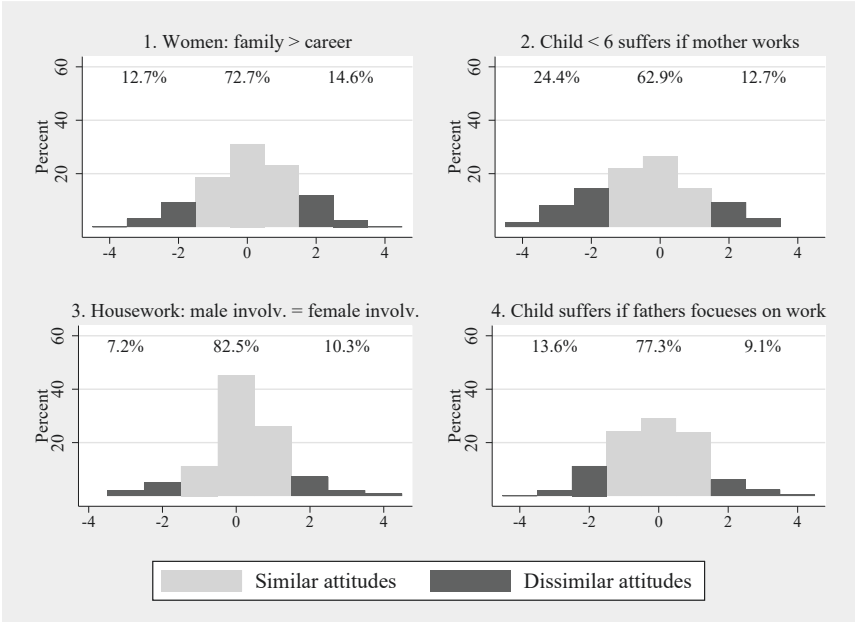 1. Women: family > career
12.7% 72.7% 14.6%
Percent
60
40
20
-4 -2 0 2 4
2. Child < 6 suffers if mother works
24.4% 62.9% 12.7%
Percent
60
40
20
-4 -2 0 2 4
3. Housework: male involv. = female involv.
7.2% 82.5% 10.3%
Percent
60
40
20
-4 -2 0 2 4
4. Child suffers if fathers focueses on work
13.6% 77.3% 9.1%
Percent
60
40
20
-4 -2 0 2 4
Similar attitudes Dissimilar attitudes